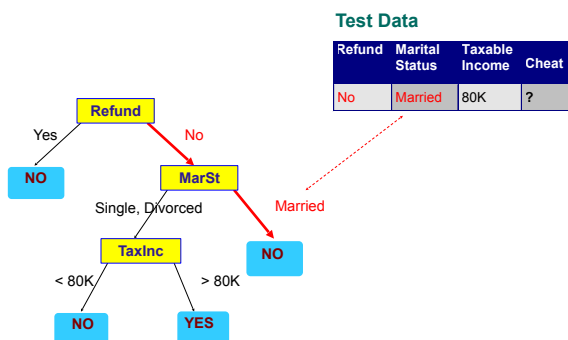 Test Data
Refund Marital Status Taxable Income Cheat
No Married 80K ?
Refund
Yes No
NO MarSt
Single, Divorced Married
TaxInc NO
< 80K > 80K
NO YES